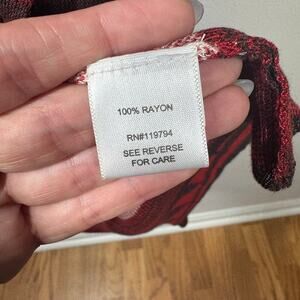 100% RAYON
RN#119794
SEE REVERSE
FOR CARE